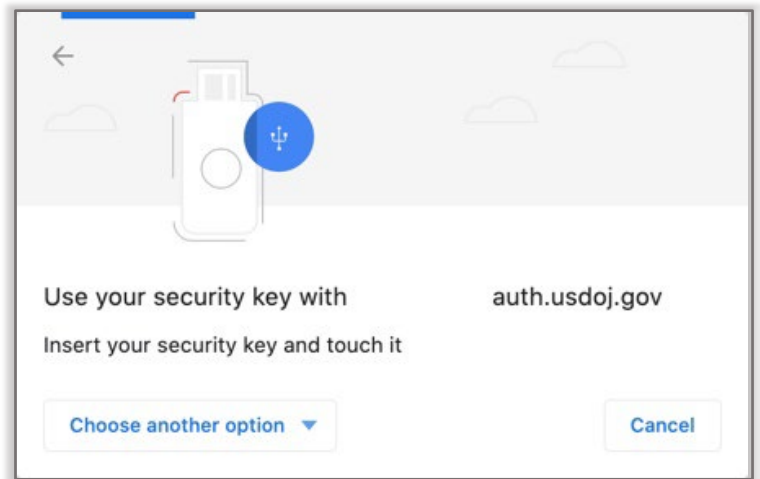 Use your security key with auth.usdoj.gov
Insert your security key and touch it
Choose another option
Cancel